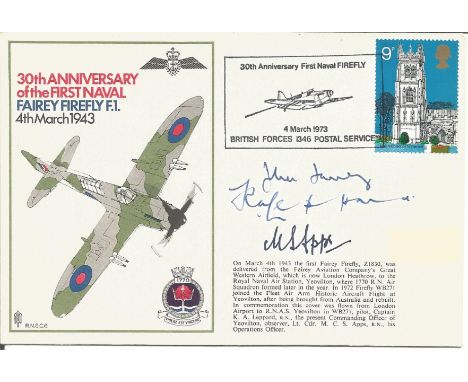 30th ANNIVERSARY
of the FIRST NAVAL
FAIREY FIREFLY F.1.
4th March 1943
30th Anniversary First Naval FIREFLY
4 March 1973
BRITISH FORCES 1346 POSTAL SERVICE
9P
M S Apps
On March 4th 1943 the first Fairey Firefly, Z1830, was
delivered from the Fairey Aviation Company's Great
Western Airfield, which is now London Heathrow, to
the Royal Naval Air Station, Yeovilton, where 1770 R.N. Air
Squadron formed later in the year. In 1972 Firefly WB271
joined the Fleet Air Arm Historic Aircraft Flight at
Yeovilton, after being brought from Australia and rebuilt.
In commemoration this cover was flown from London
Airport to R.N.A.S. Yeovilton in WB271, pilot, Captain
K. A. Leppard, R.N., the present Commanding Officer of
Yeovilton, observer, Lt. Cdr. M. C. S. Apps, R.N., his
Operations Officer.
1770
R.N.SC6